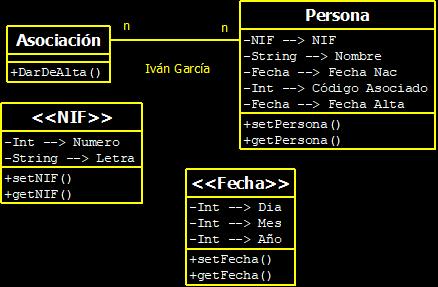 Asociación
+DarDeAlta()
n
n
Iván García
Persona
-NIF --> NIF
-String --> Nombre
-Fecha --> Fecha Nac
-Int --> Código Asociado
-Fecha --> Fecha Alta
+setPersona()
+getPersona()
<<NIF>>
-Int --> Numero
-String --> Letra
+setNIF()
+getNIF()
<<Fecha>>
-Int --> Dia
-Int --> Mes
-Int --> Año
+setFecha()
+getFecha()